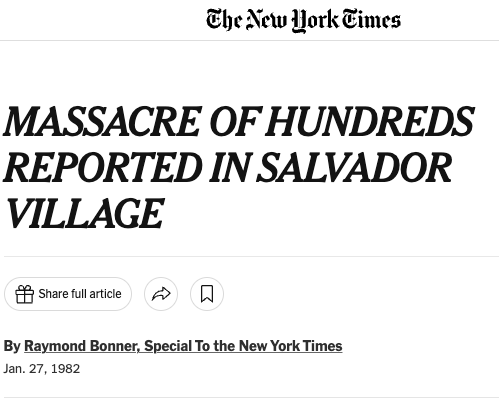 The New York Times
MASSACRE OF HUNDREDS
REPORTED IN SALVADOR
VILLAGE
Share full article
By Raymond Bonner, Special To the New York Times
Jan. 27, 1982